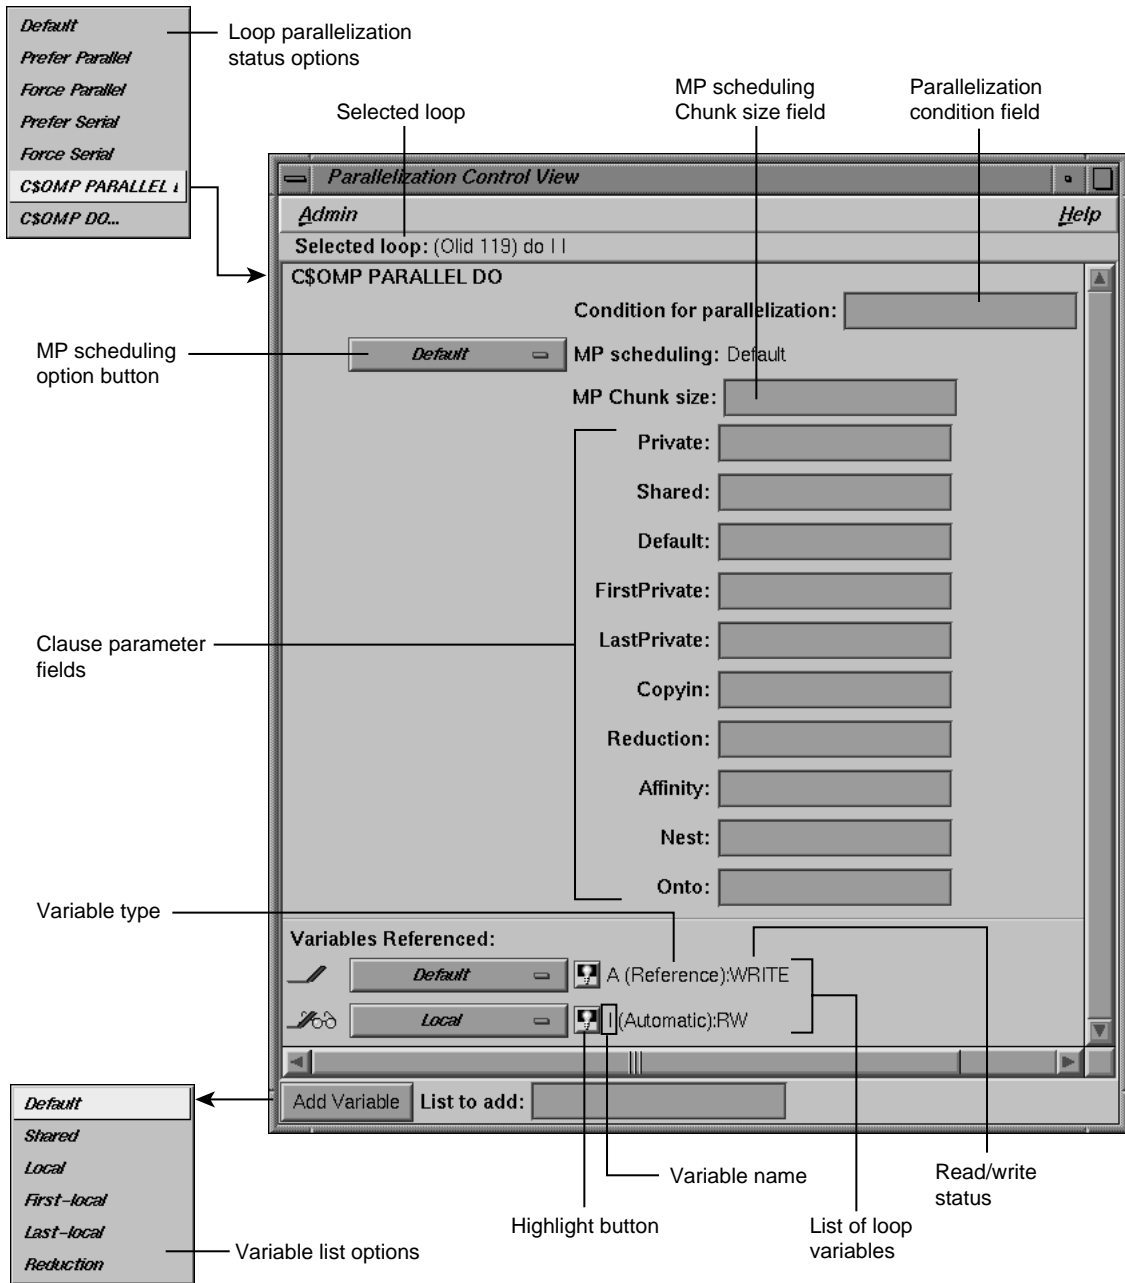 Default
Prefer Parallel
Force Parallel
Prefer Serial
Force Serial
C$OMP PARALLEL
C$OMP DO...
Loop parallelization
status options
Selected loop
MP scheduling
Chunk size field
Parallelization
condition field
Parallelization Control View
Admin
Help
Selected loop: (Olid 119) do I I
C$OMP PARALLEL DO
Condition for parallelization:
MP scheduling
option button
Default
MP scheduling: Default
MP Chunk size:
Private:
Shared:
Default:
FirstPrivate:
Clause parameter
fields
LastPrivate:
Copyin:
Reduction:
Affinity:
Nest:
Onto:
Variable type
Variables Referenced:
Default
A (Reference):WRITE
Local
I (Automatic):RW
Add Variable
List to add:
Default
Shared
Local
First-local
Last-local
Reduction
Variable list options
Highlight button
Variable name
List of loop
variables
Read/write
status